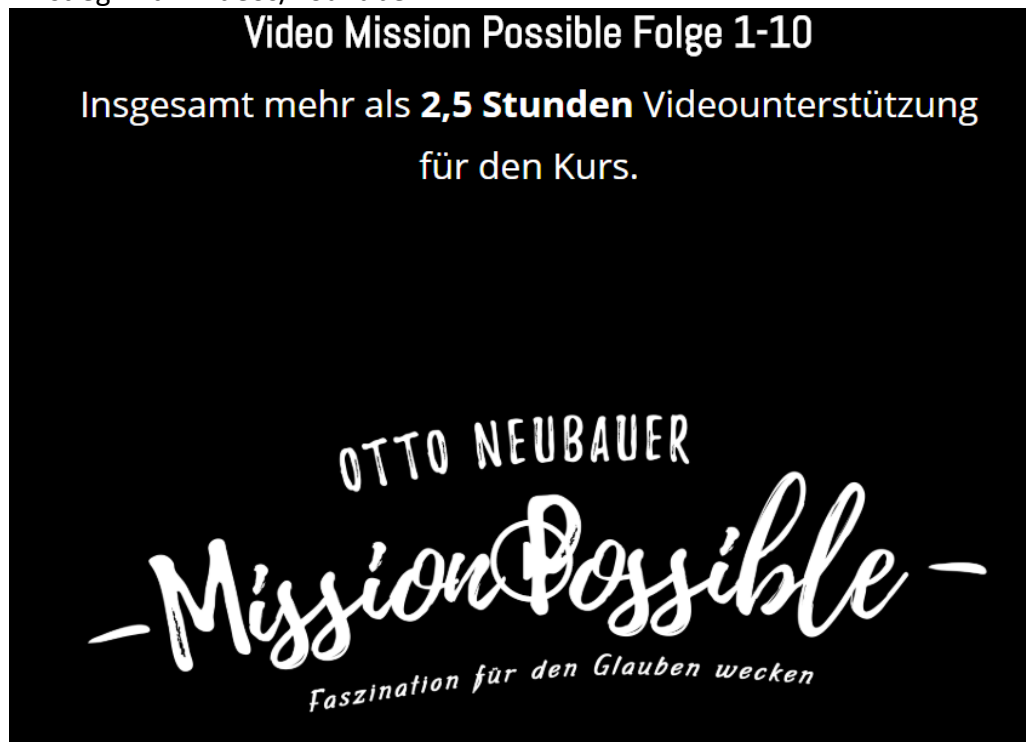 Video Mission Possible Folge 1-10
Insgesamt mehr als 2,5 Stunden Videounterstützung
für den Kurs.
OTTO NEUBAUER
– Mission Possible –
Faszination für den Glauben wecken